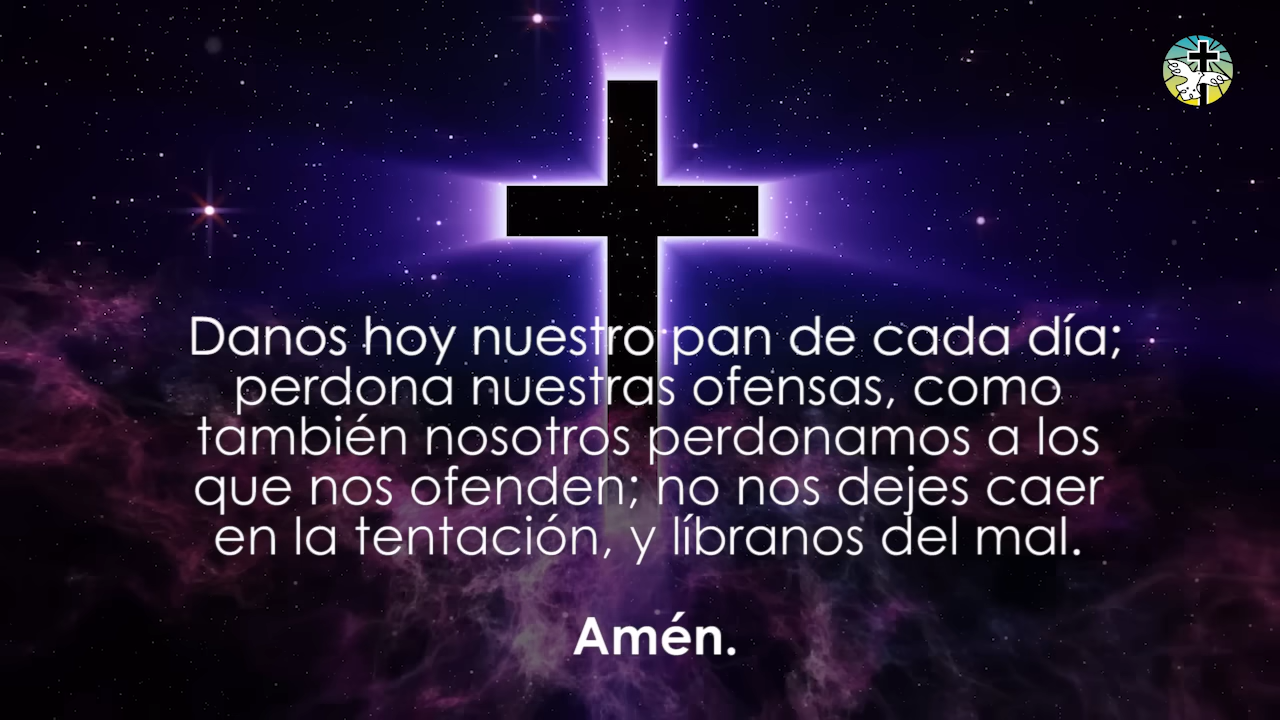 Danos hoy nuestro pan de cada día;
perdona nuestras ofensas, como
también nosotros perdonamos a los
que nos ofenden; no nos dejes caer
en la tentación, y líbranos del mal.
Amén.